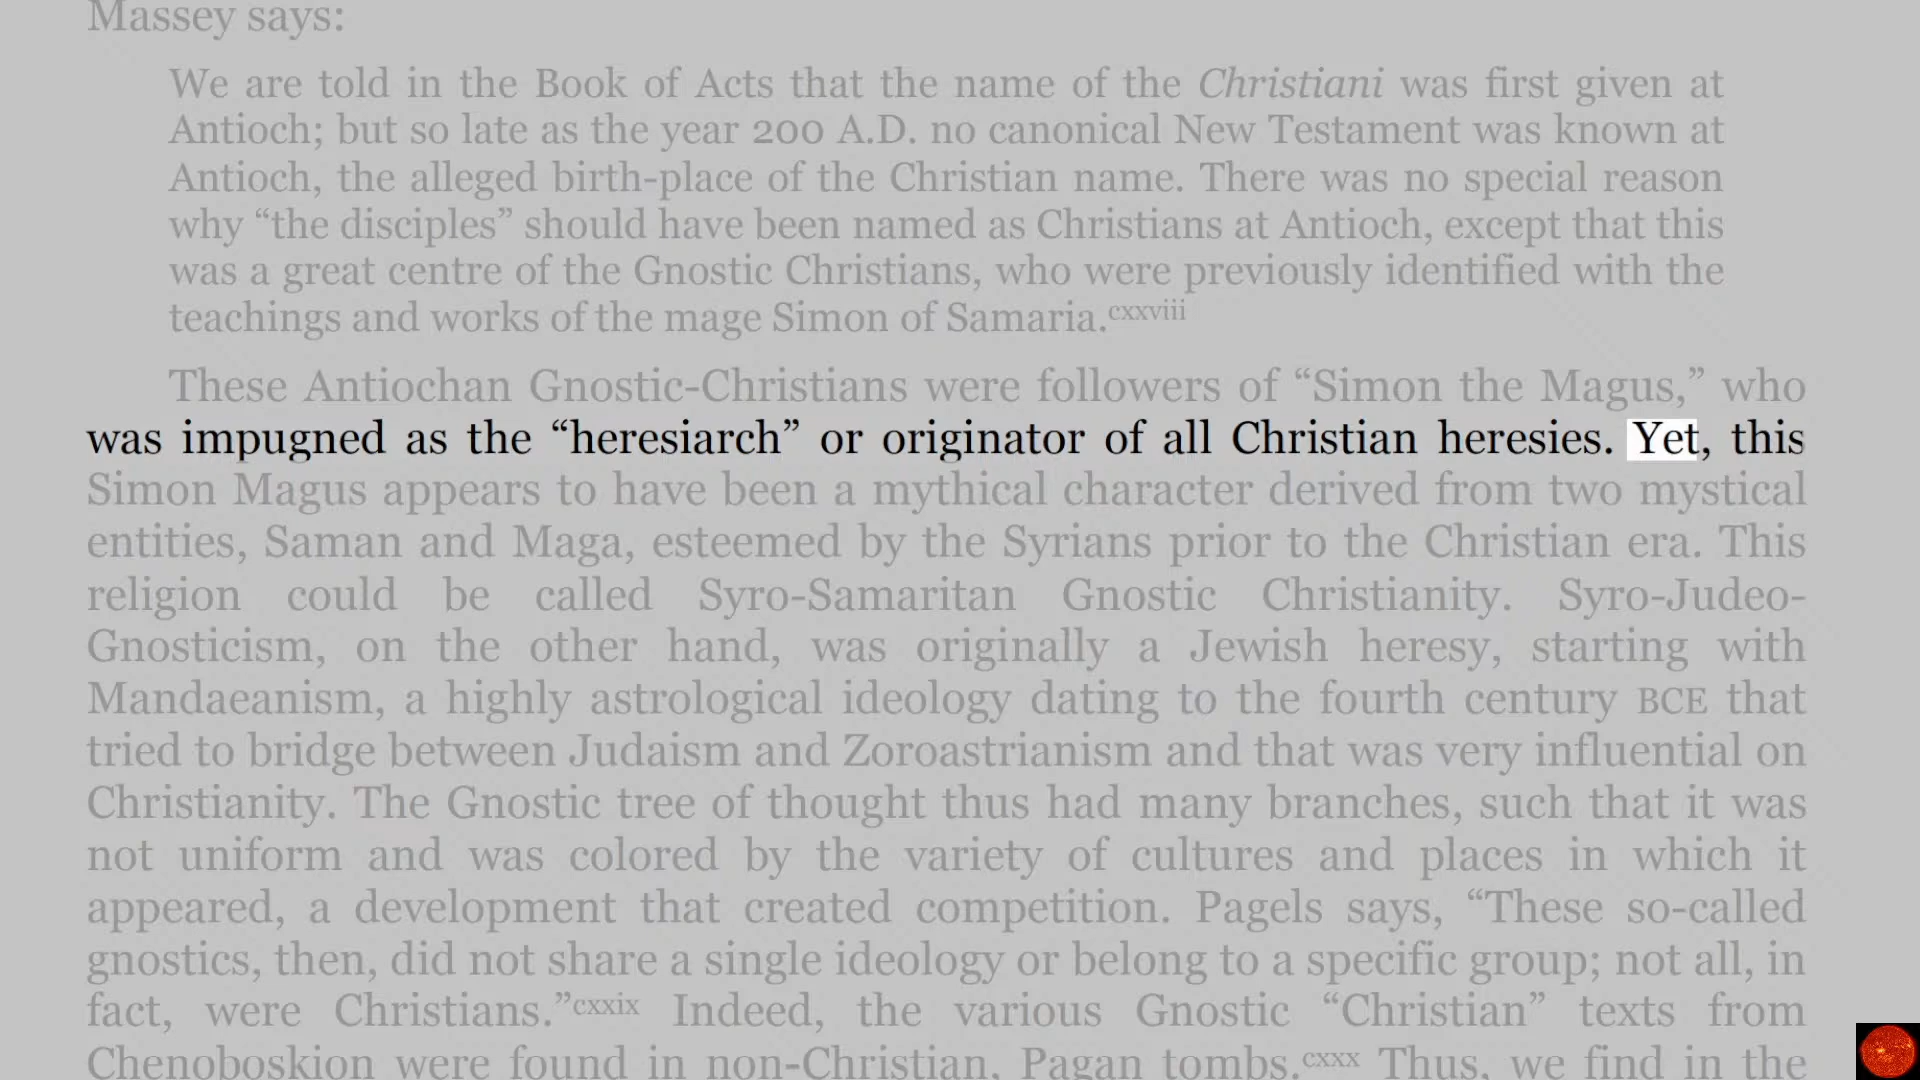 Massey says:
We are told in the Book of Acts that the name of the Christiani was first given at
Antioch; but so late as the year 200 A.D. no canonical New Testament was known at
Antioch, the alleged birth-place of the Christian name. There was no special reason
why “the disciples” should have been named as Christians at Antioch, except that this
was a great centre of the Gnostic Christians, who were previously identified with the
teachings and works of the mage Simon of Samaria.cxxviii
These Antiochan Gnostic-Christians were followers of “Simon the Magus,” who
was impugned as the “heresiarch” or originator of all Christian heresies. Yet, this
Simon Magus appears to have been a mythical character derived from two mystical
entities, Saman and Maga, esteemed by the Syrians prior to the Christian era. This
religion could be called Syro-Samaritan Gnostic Christianity. Syro-Judeo-
Gnosticism, on the other hand, was originally a Jewish heresy, starting with
Mandaeanism, a highly astrological ideology dating to the fourth century BCE that
tried to bridge between Judaism and Zoroastrianism and that was very influential on
Christianity. The Gnostic tree of thought thus had many branches, such that it was
not uniform and was colored by the variety of cultures and places in which it
appeared, a development that created competition. Pagels says, “These so-called
gnostics, then, did not share a single ideology or belong to a specific group; not all, in
fact, were Christians.”cxxix Indeed, the various Gnostic “Christian” texts from
Chenoboskion were found in non-Christian, Pagan tombs.cxxx Thus, we find in the